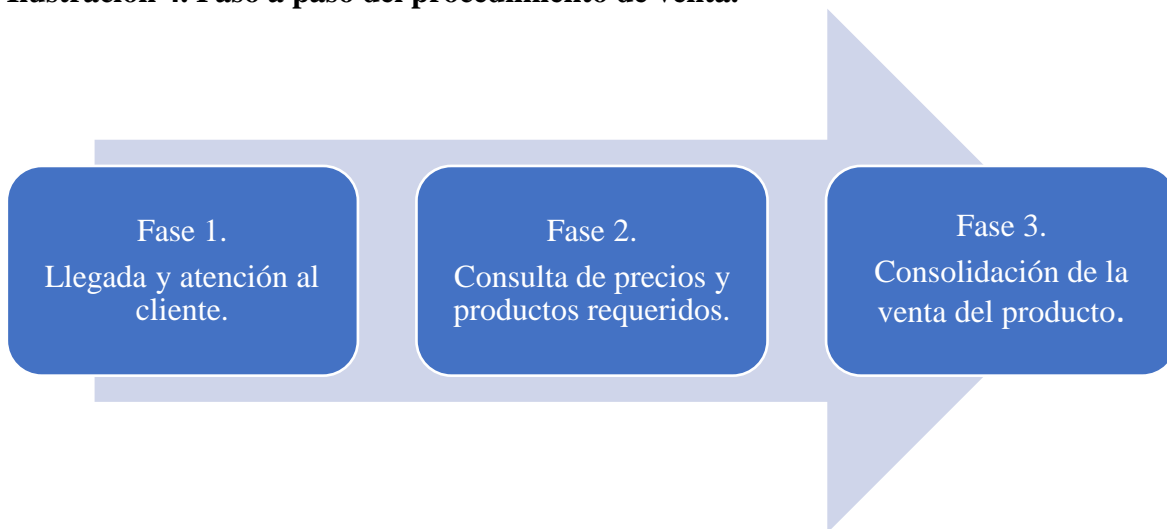 Ilustración 4. Paso a paso del procedimiento de venta.
Fase 1.
Llegada y atención al
cliente.
Fase 2.
Consulta de precios y
productos requeridos.
Fase 3.
Consolidación de la
venta del producto.